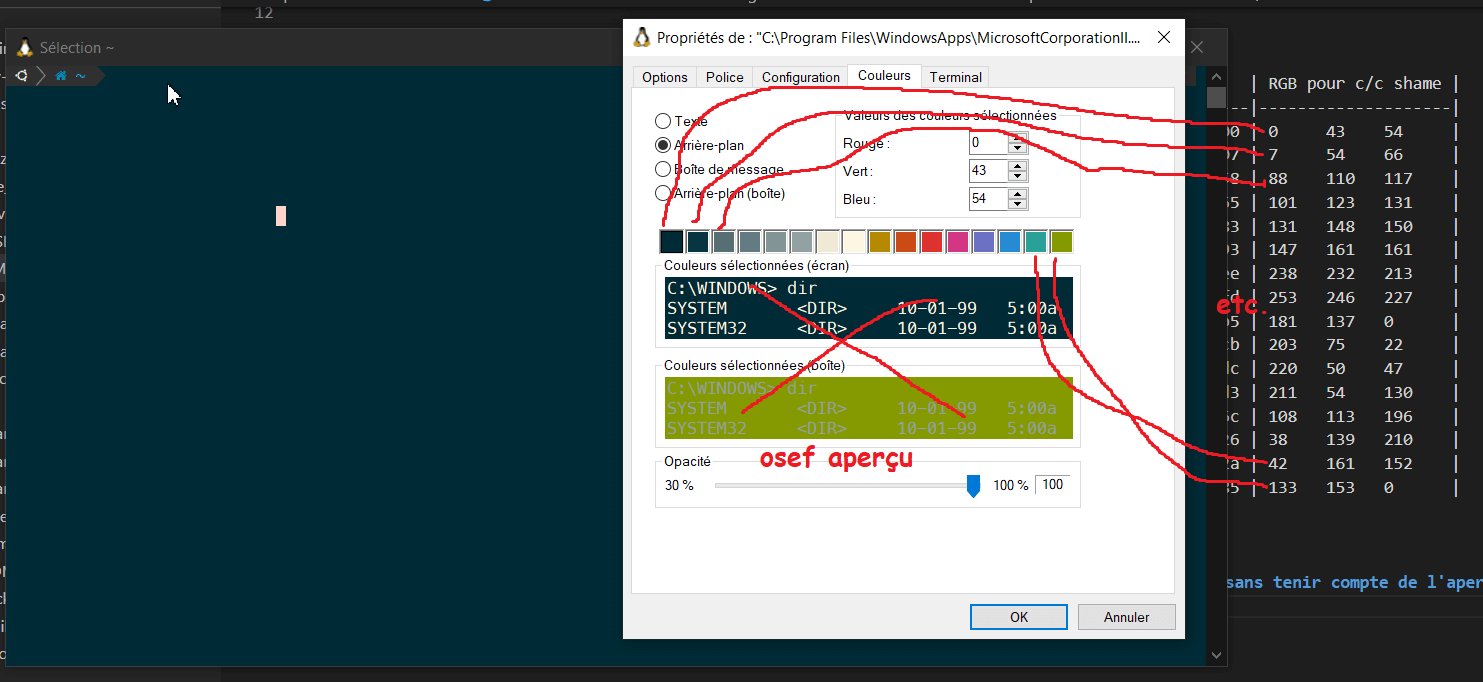 12
Sélection ~
~
Propriétés de : "C:\Program Files\WindowsApps\MicrosoftCorporationII....
Options Police Configuration Couleurs Terminal
Texte
Arrière-plan
Boîte de message
Arrière-plan (boîte)
Valeurs des couleurs sélectionnées
Rouge : 0
Vert : 43
Bleu : 54
Couleurs sélectionnées (écran)
C:\WINDOWS> dir
SYSTEM <DIR> 10-01-99 5:00a
SYSTEM32 <DIR> 10-01-99 5:00a
Couleurs sélectionnées (boîte)
C:\WINDOWS> dir
SYSTEM <DIR> 10-01-99 5:00a
SYSTEM32 <DIR> 10-01-99 5:00a
osef aperçu
Opacité
30 % 100 % 100
OK Annuler
| RGB pour c/c shame |
--|--------------------|
| 0 43 54 |
| 7 54 66 |
| 88 110 117 |
| 101 123 131 |
| 131 148 150 |
| 147 161 161 |
| 238 232 213 |
| 253 246 227 |
etc.
| 181 137 0 |
| 203 75 22 |
| 220 50 47 |
| 211 54 130 |
| 108 113 196 |
| 38 139 210 |
| 42 161 152 |
| 133 153 0 |
sans tenir compte de l'aper